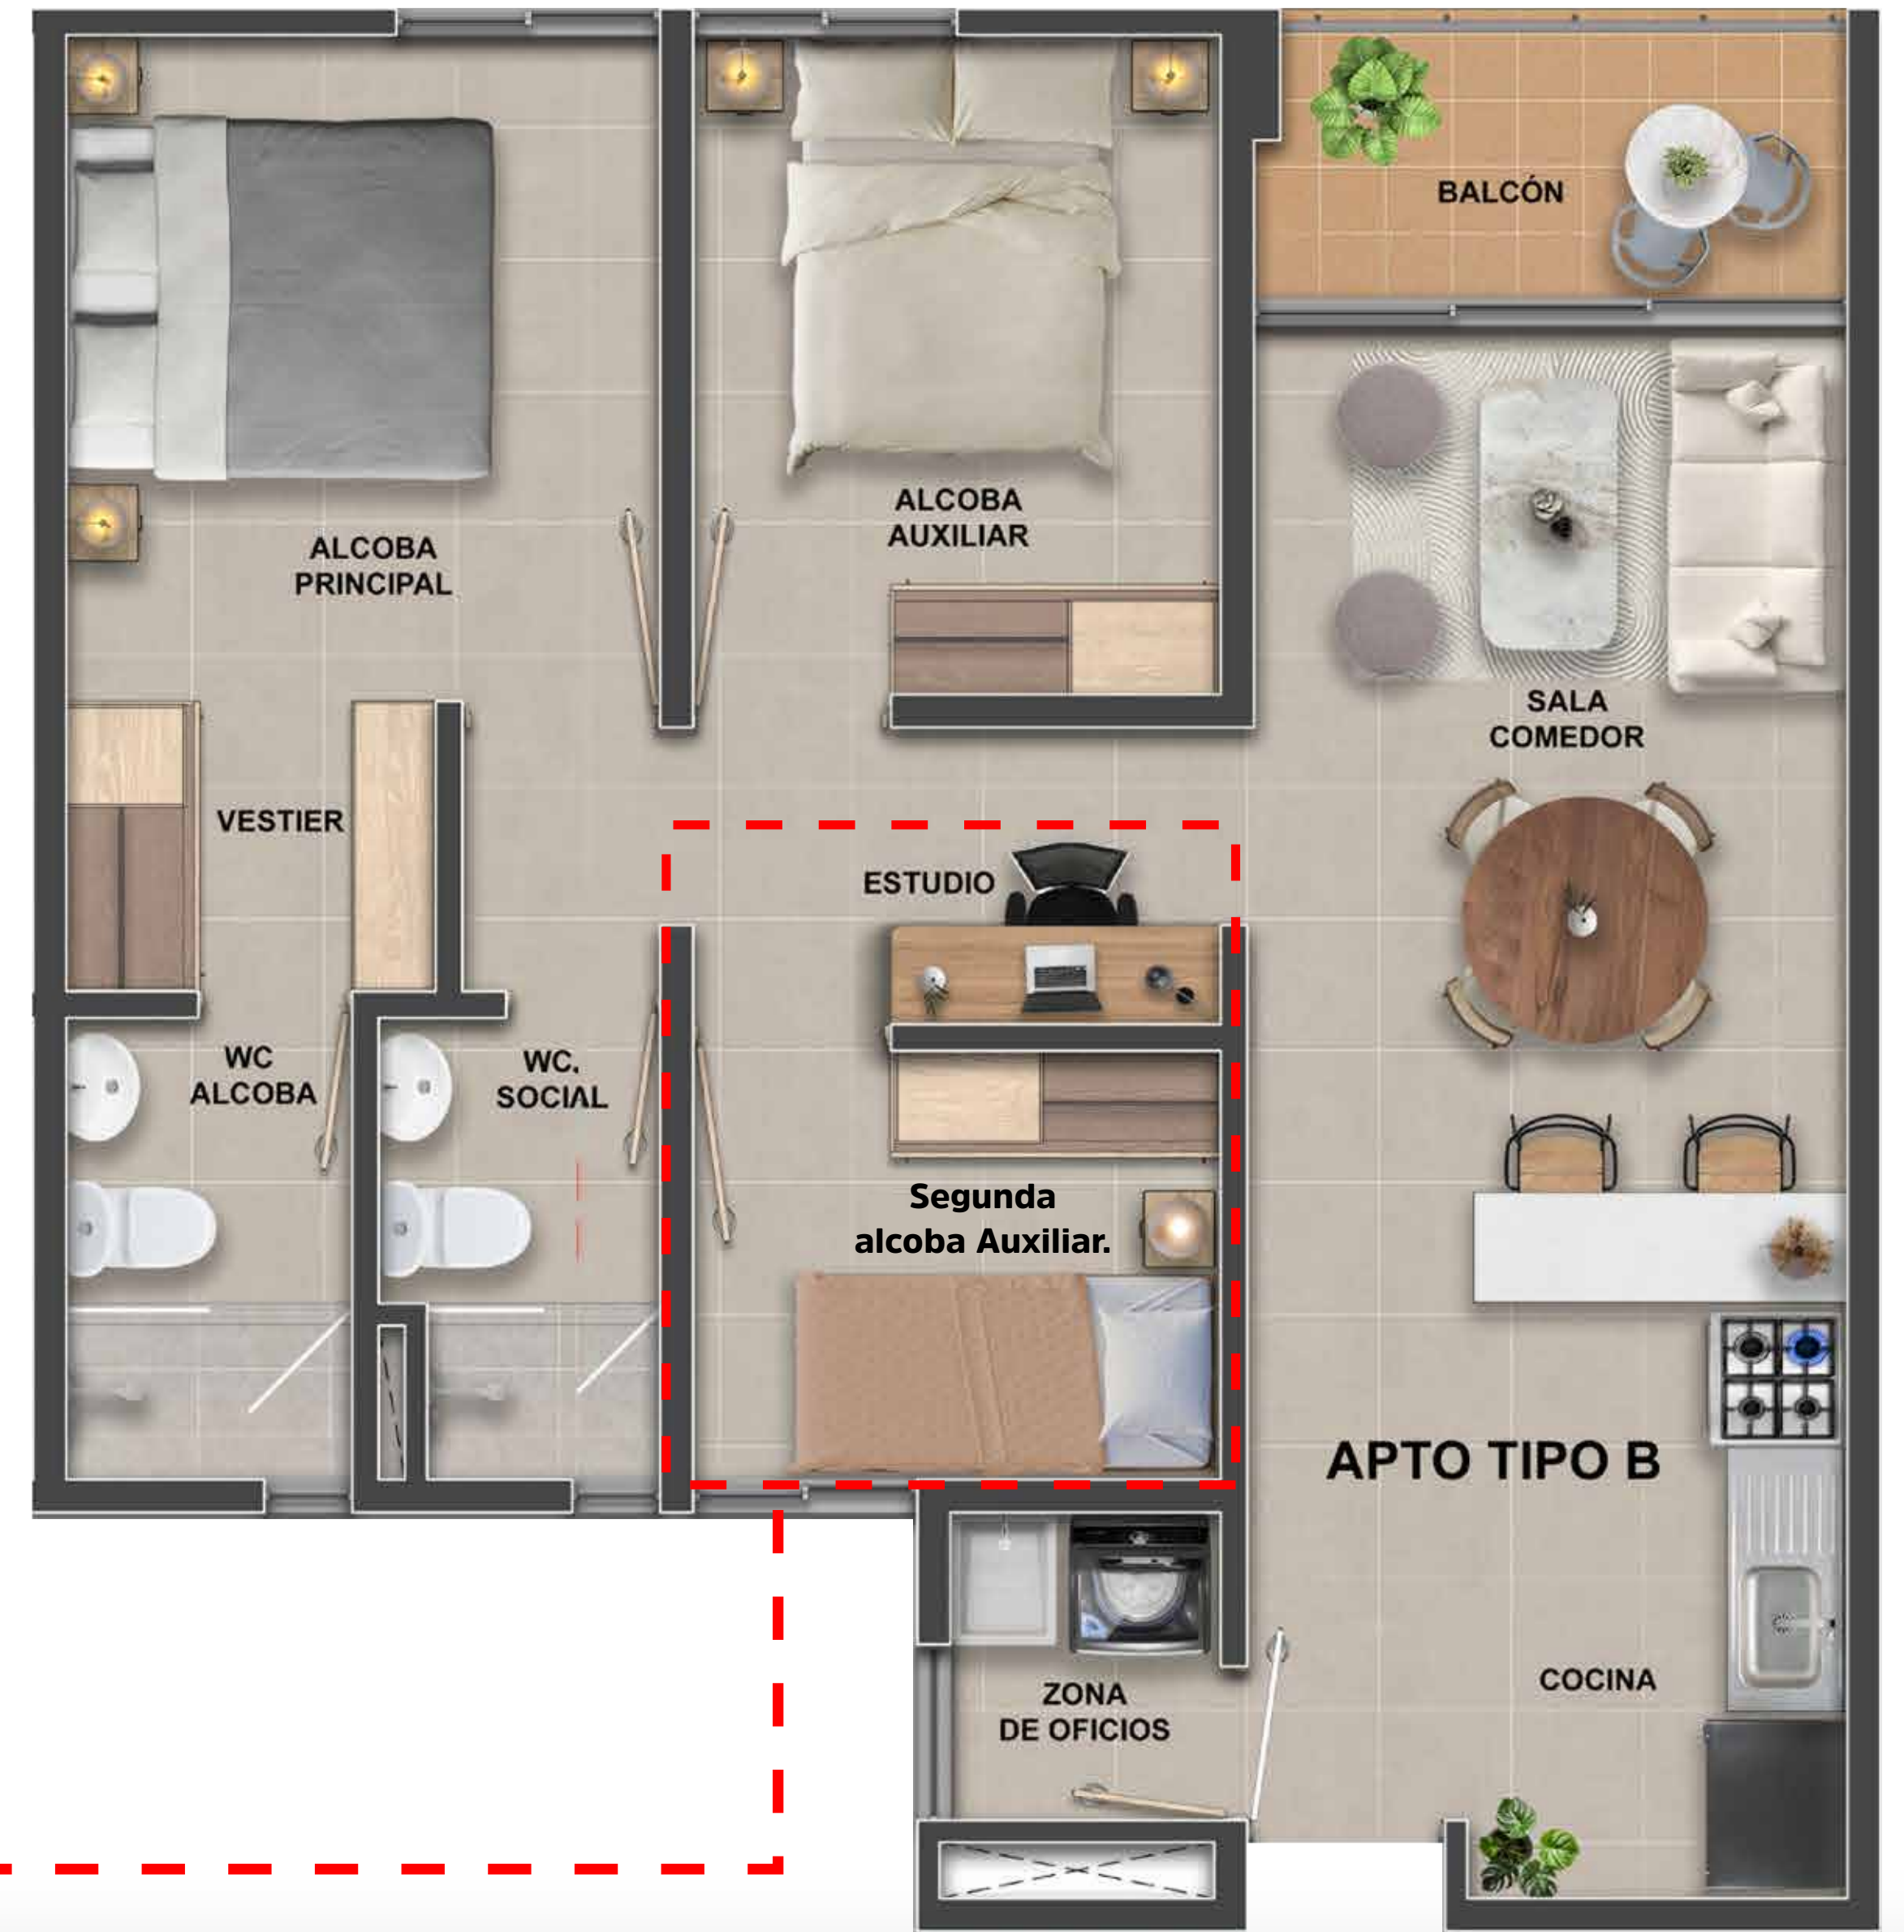 BALCÓN
ALCOBA
AUXILIAR
ALCOBA
PRINCIPAL
SALA
COMEDOR
VESTIER
ESTUDIO
WC
ALCOBA
WC.
SOCIAL
Segunda
alcoba Auxiliar.
APTO TIPO B
ZONA
DE OFICIOS
COCINA